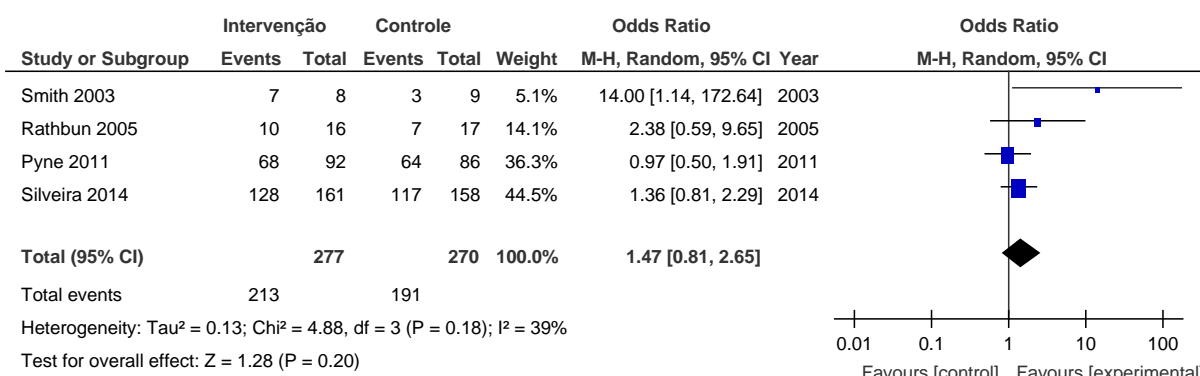 Intervenção Controle Odds Ratio Odds Ratio
Study or Subgroup Events Total Events Total Weight M-H, Random, 95% CI Year M-H, Random, 95% CI
Smith 2003 7 8 3 9 5.1% 14.00 [1.14, 172.64] 2003
Rathbun 2005 10 16 7 17 14.1% 2.38 [0.59, 9.65] 2005
Pyne 2011 68 92 64 86 36.3% 0.97 [0.50, 1.91] 2011
Silveira 2014 128 161 117 158 44.5% 1.36 [0.81, 2.29] 2014
Total (95% CI) 277 270 100.0% 1.47 [0.81, 2.65]
Total events 213 191
Heterogeneity: Tau² = 0.13; Chi² = 4.88, df = 3 (P = 0.18); I² = 39%
Test for overall effect: Z = 1.28 (P = 0.20)
0.01 0.1 1 10 100
Favours [control] Favours [experimental]